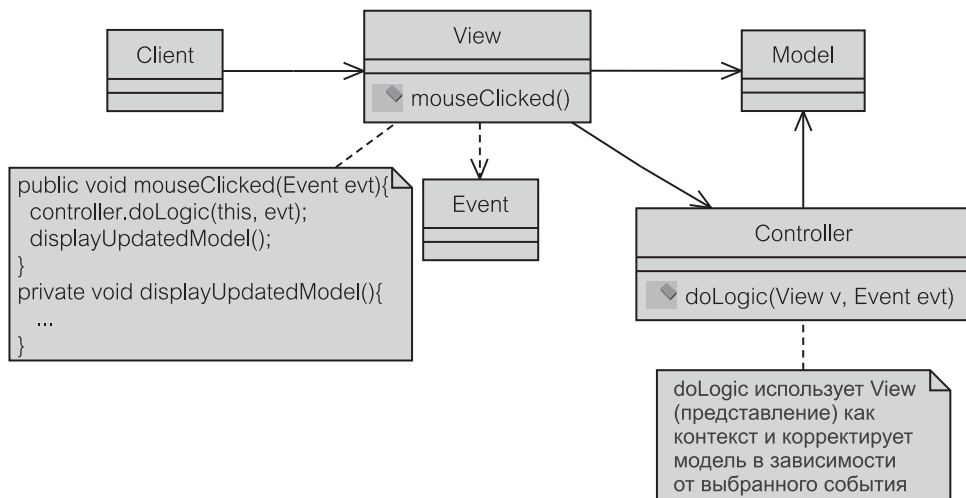 Client
View
mouseClicked()
Model
public void mouseClicked(Event evt){
controller.doLogic(this, evt);
displayUpdatedModel();
}
private void displayUpdatedModel(){
...
}
Event
Controller
doLogic(View v, Event evt)
doLogic использует View
(представление) как
контекст и корректирует
модель в зависимости
от выбранного события